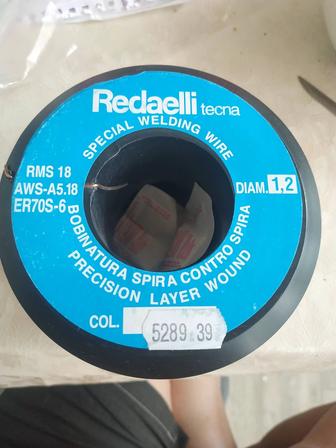 Redaelli tecna
SPECIAL WELDING WIRE
RMS 18
AWS-A5.18
ER70S-6
DIAM. 1,2
BOBINATURA SPIRA CONTRO SPIRA
PRECISION LAYER WOUND
COL.
5289 39